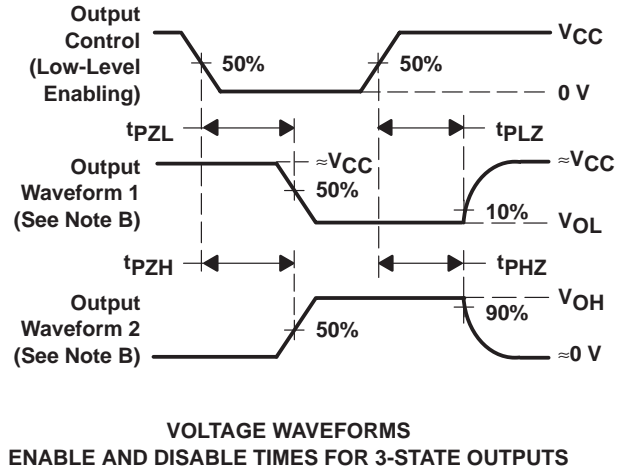 Output
Control
(Low-Level
Enabling)
VCC
50%
50%
0 V
tPZL
tPLZ
Output
Waveform 1
(See Note B)
≈VCC
≈VCC
50%
10%
VOL
tPZH
tPHZ
Output
Waveform 2
(See Note B)
VOH
50%
90%
≈0 V
VOLTAGE WAVEFORMS
ENABLE AND DISABLE TIMES FOR 3-STATE OUTPUTS